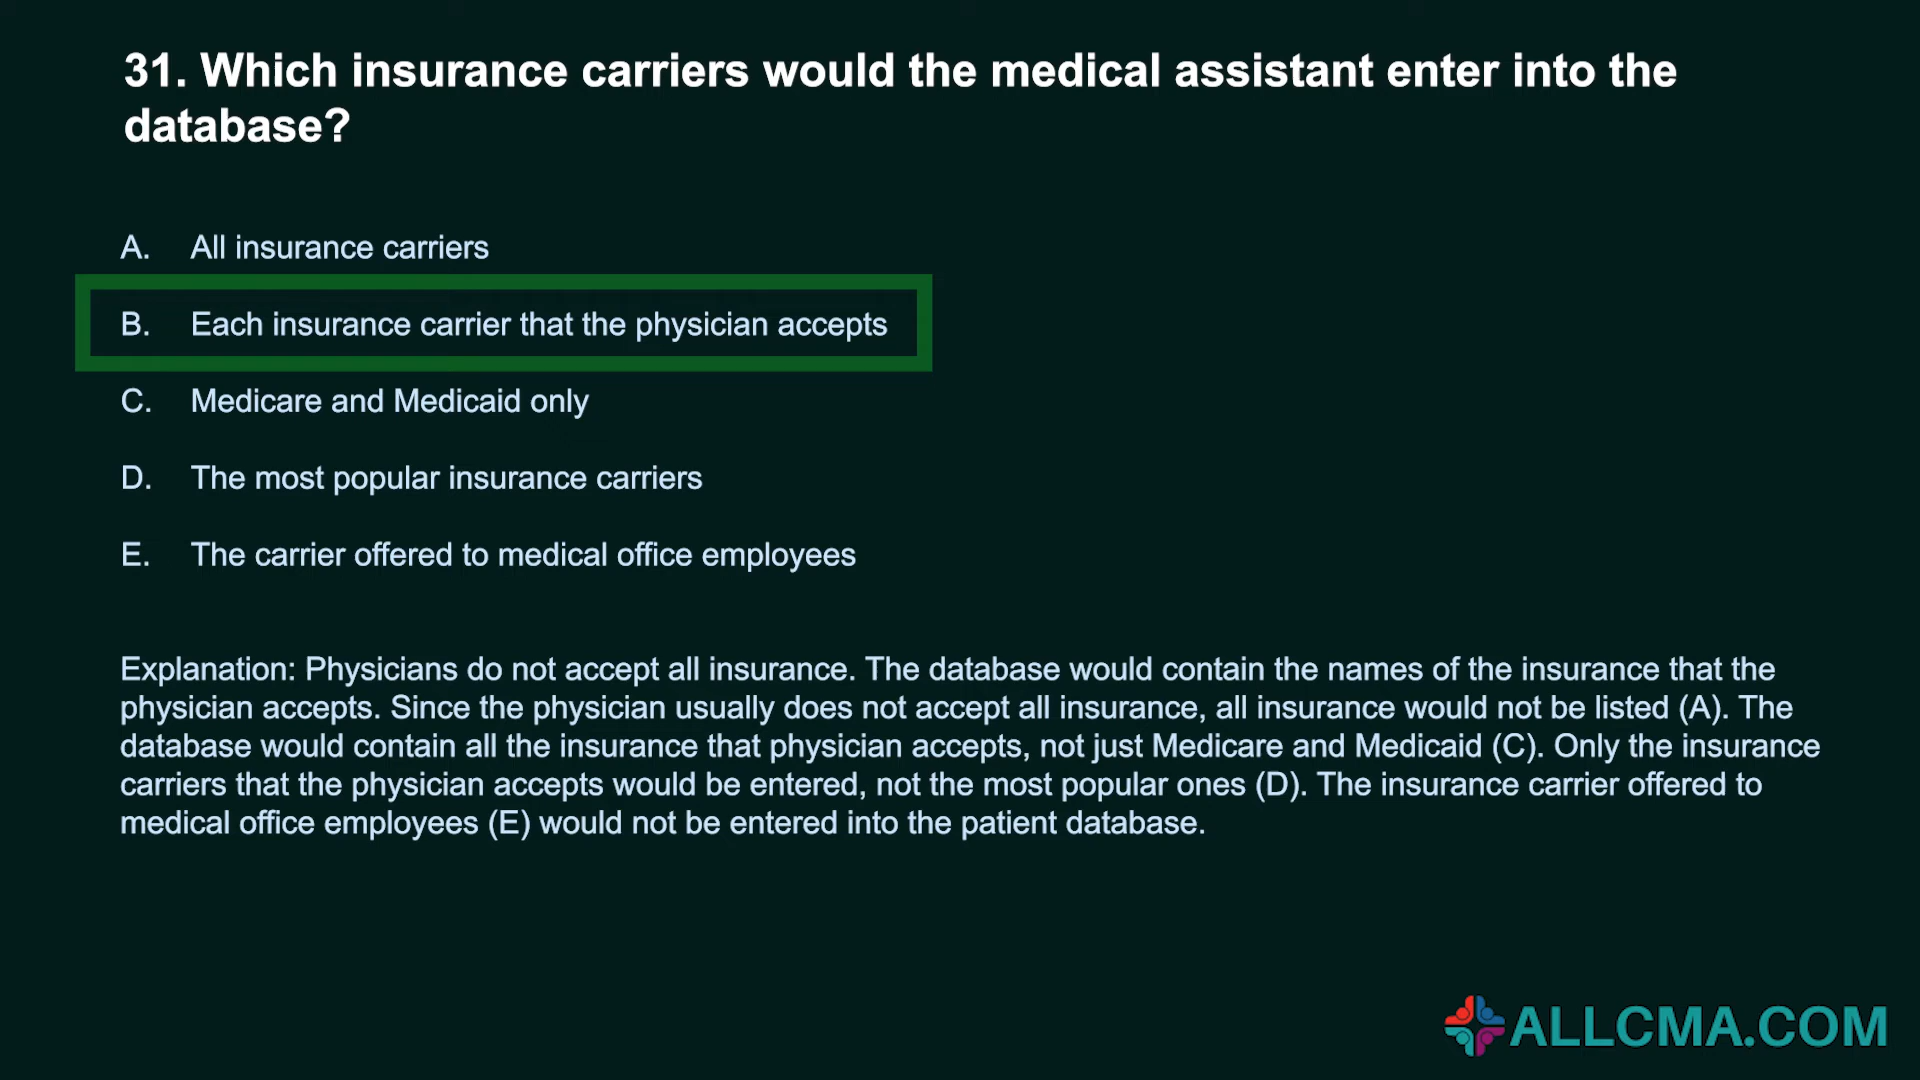 31. Which insurance carriers would the medical assistant enter into the
database?
A. All insurance carriers
B. Each insurance carrier that the physician accepts
C. Medicare and Medicaid only
D. The most popular insurance carriers
E. The carrier offered to medical office employees
Explanation: Physicians do not accept all insurance. The database would contain the names of the insurance that the
physician accepts. Since the physician usually does not accept all insurance, all insurance would not be listed (A). The
database would contain all the insurance that physician accepts, not just Medicare and Medicaid (C). Only the insurance
carriers that the physician accepts would be entered, not the most popular ones (D). The insurance carrier offered to
medical office employees (E) would not be entered into the patient database.
ALLCMA.COM